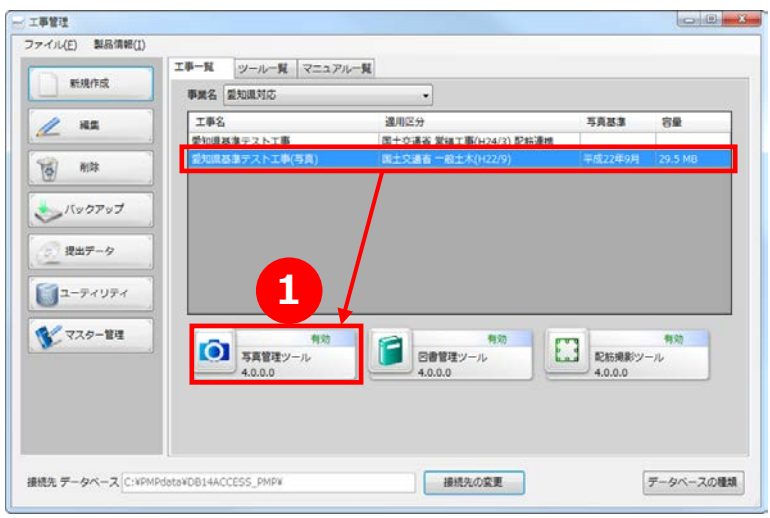 工事管理
ファイル(F) 製品情報(I)
新規作成
編集
削除
バックアップ
提出データ
ユーティリティ
マスター管理
工事一覧 ツール一覧 マニュアル一覧
事業名 愛知県対応
工事名 適用区分 写真基準 容量
愛知県基準テスト工事 国土交通省 営繕工事(H24/3) 配筋連携
愛知県基準テスト工事(写真) 国土交通省 一般土木(H22/9) 平成22年9月 29.5 MB
1
有効
写真管理ツール
4.0.0.0
有効
図書管理ツール
4.0.0.0
有効
配筋撮影ツール
4.0.0.0
接続先 データベース C:¥PMPdata¥DB14ACCESS_PMP¥ 接続先の変更 データベースの種類